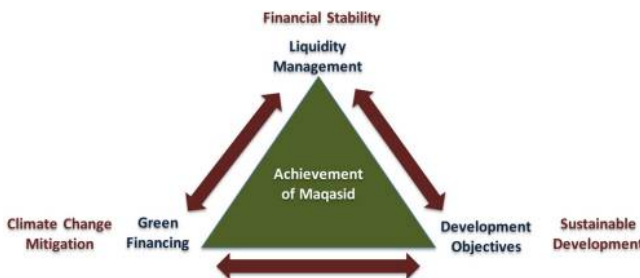 Financial Stability
Liquidity
Management
Achievement
of Maqasid
Climate Change
Mitigation
Green
Financing
Development
Objectives
Sustainable
Development